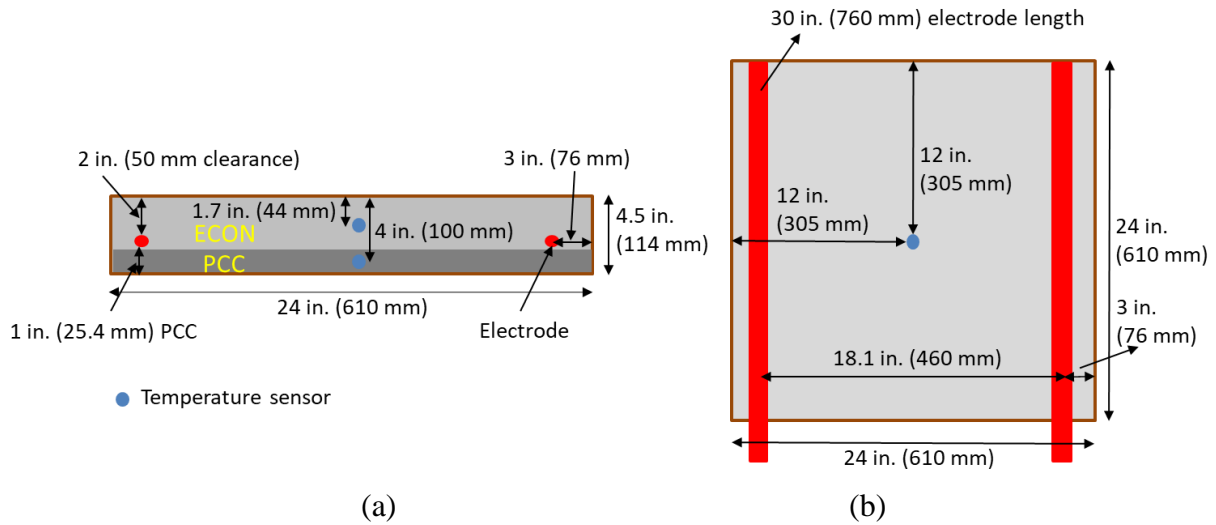 2 in. (50 mm clearance)
3 in. (76 mm)
1.7 in. (44 mm)
4 in. (100 mm)
4.5 in.
(114 mm)
ECON
PCC
24 in. (610 mm)
1 in. (25.4 mm) PCC
Electrode
Temperature sensor
(a)
30 in. (760 mm) electrode length
12 in.
(305 mm)
12 in.
(305 mm)
24 in.
(610 mm)
3 in.
(76 mm)
18.1 in. (460 mm)
24 in. (610 mm)
(b)